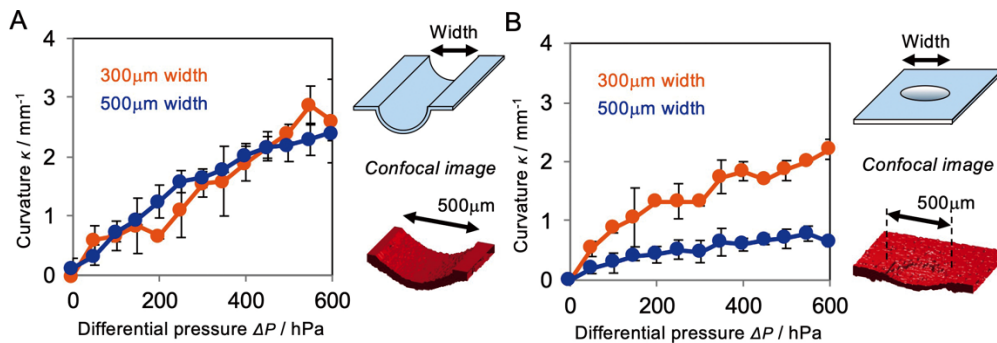 A
4
3
2
1
0
0
200
400
600
Curvature κ / mm-1
Differential pressure ΔP / hPa
300μm width
500μm width
Width
Confocal image
500μm
B
4
3
2
1
0
0
200
400
600
Curvature κ / mm-1
Differential pressure ΔP / hPa
300μm width
500μm width
Width
Confocal image
500μm